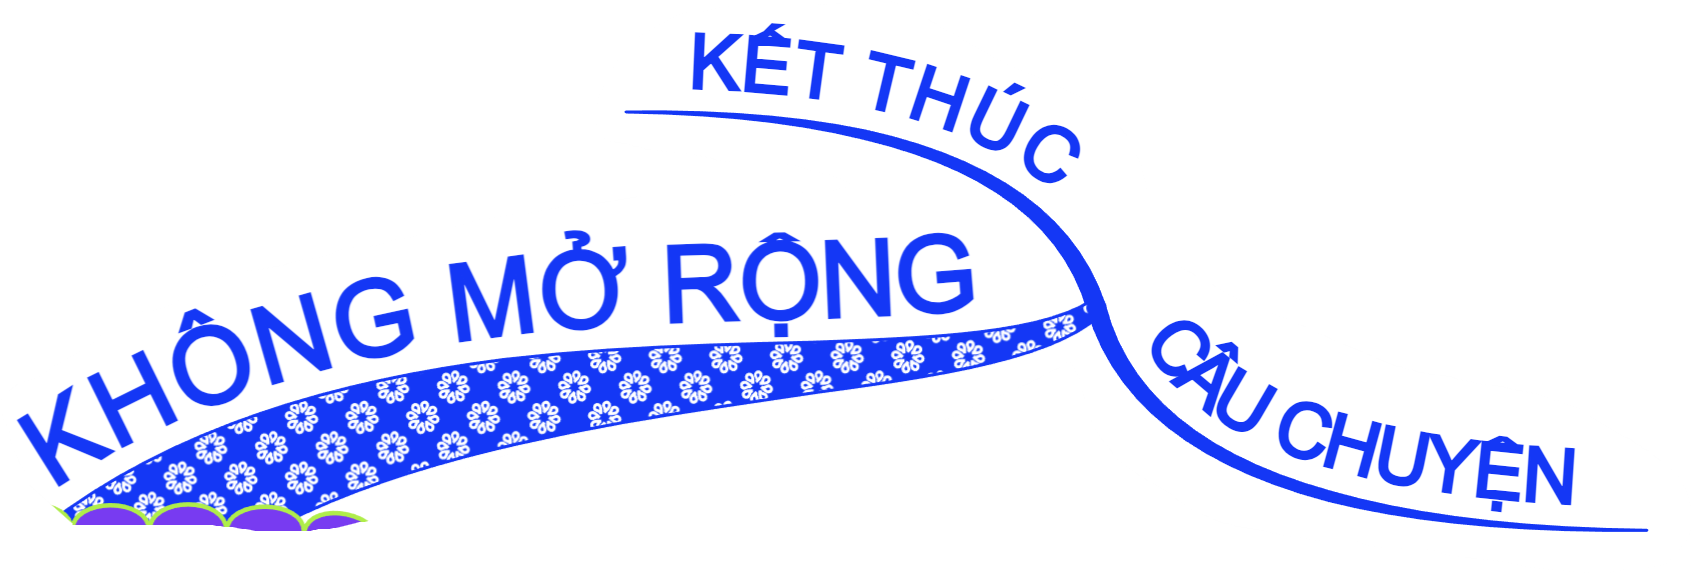 KHÔNG MỞ RỘNG
KẾT THÚC
CÂU CHUYỆN